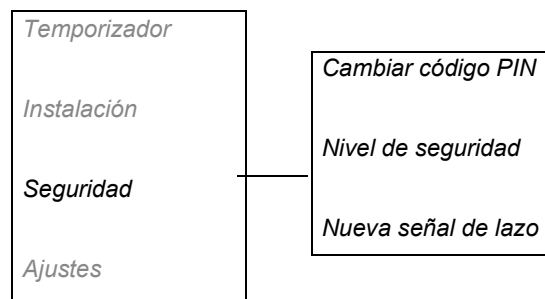 Temporizador
Instalación
Seguridad
Ajustes
Cambiar código PIN
Nivel de seguridad
Nueva señal de lazo